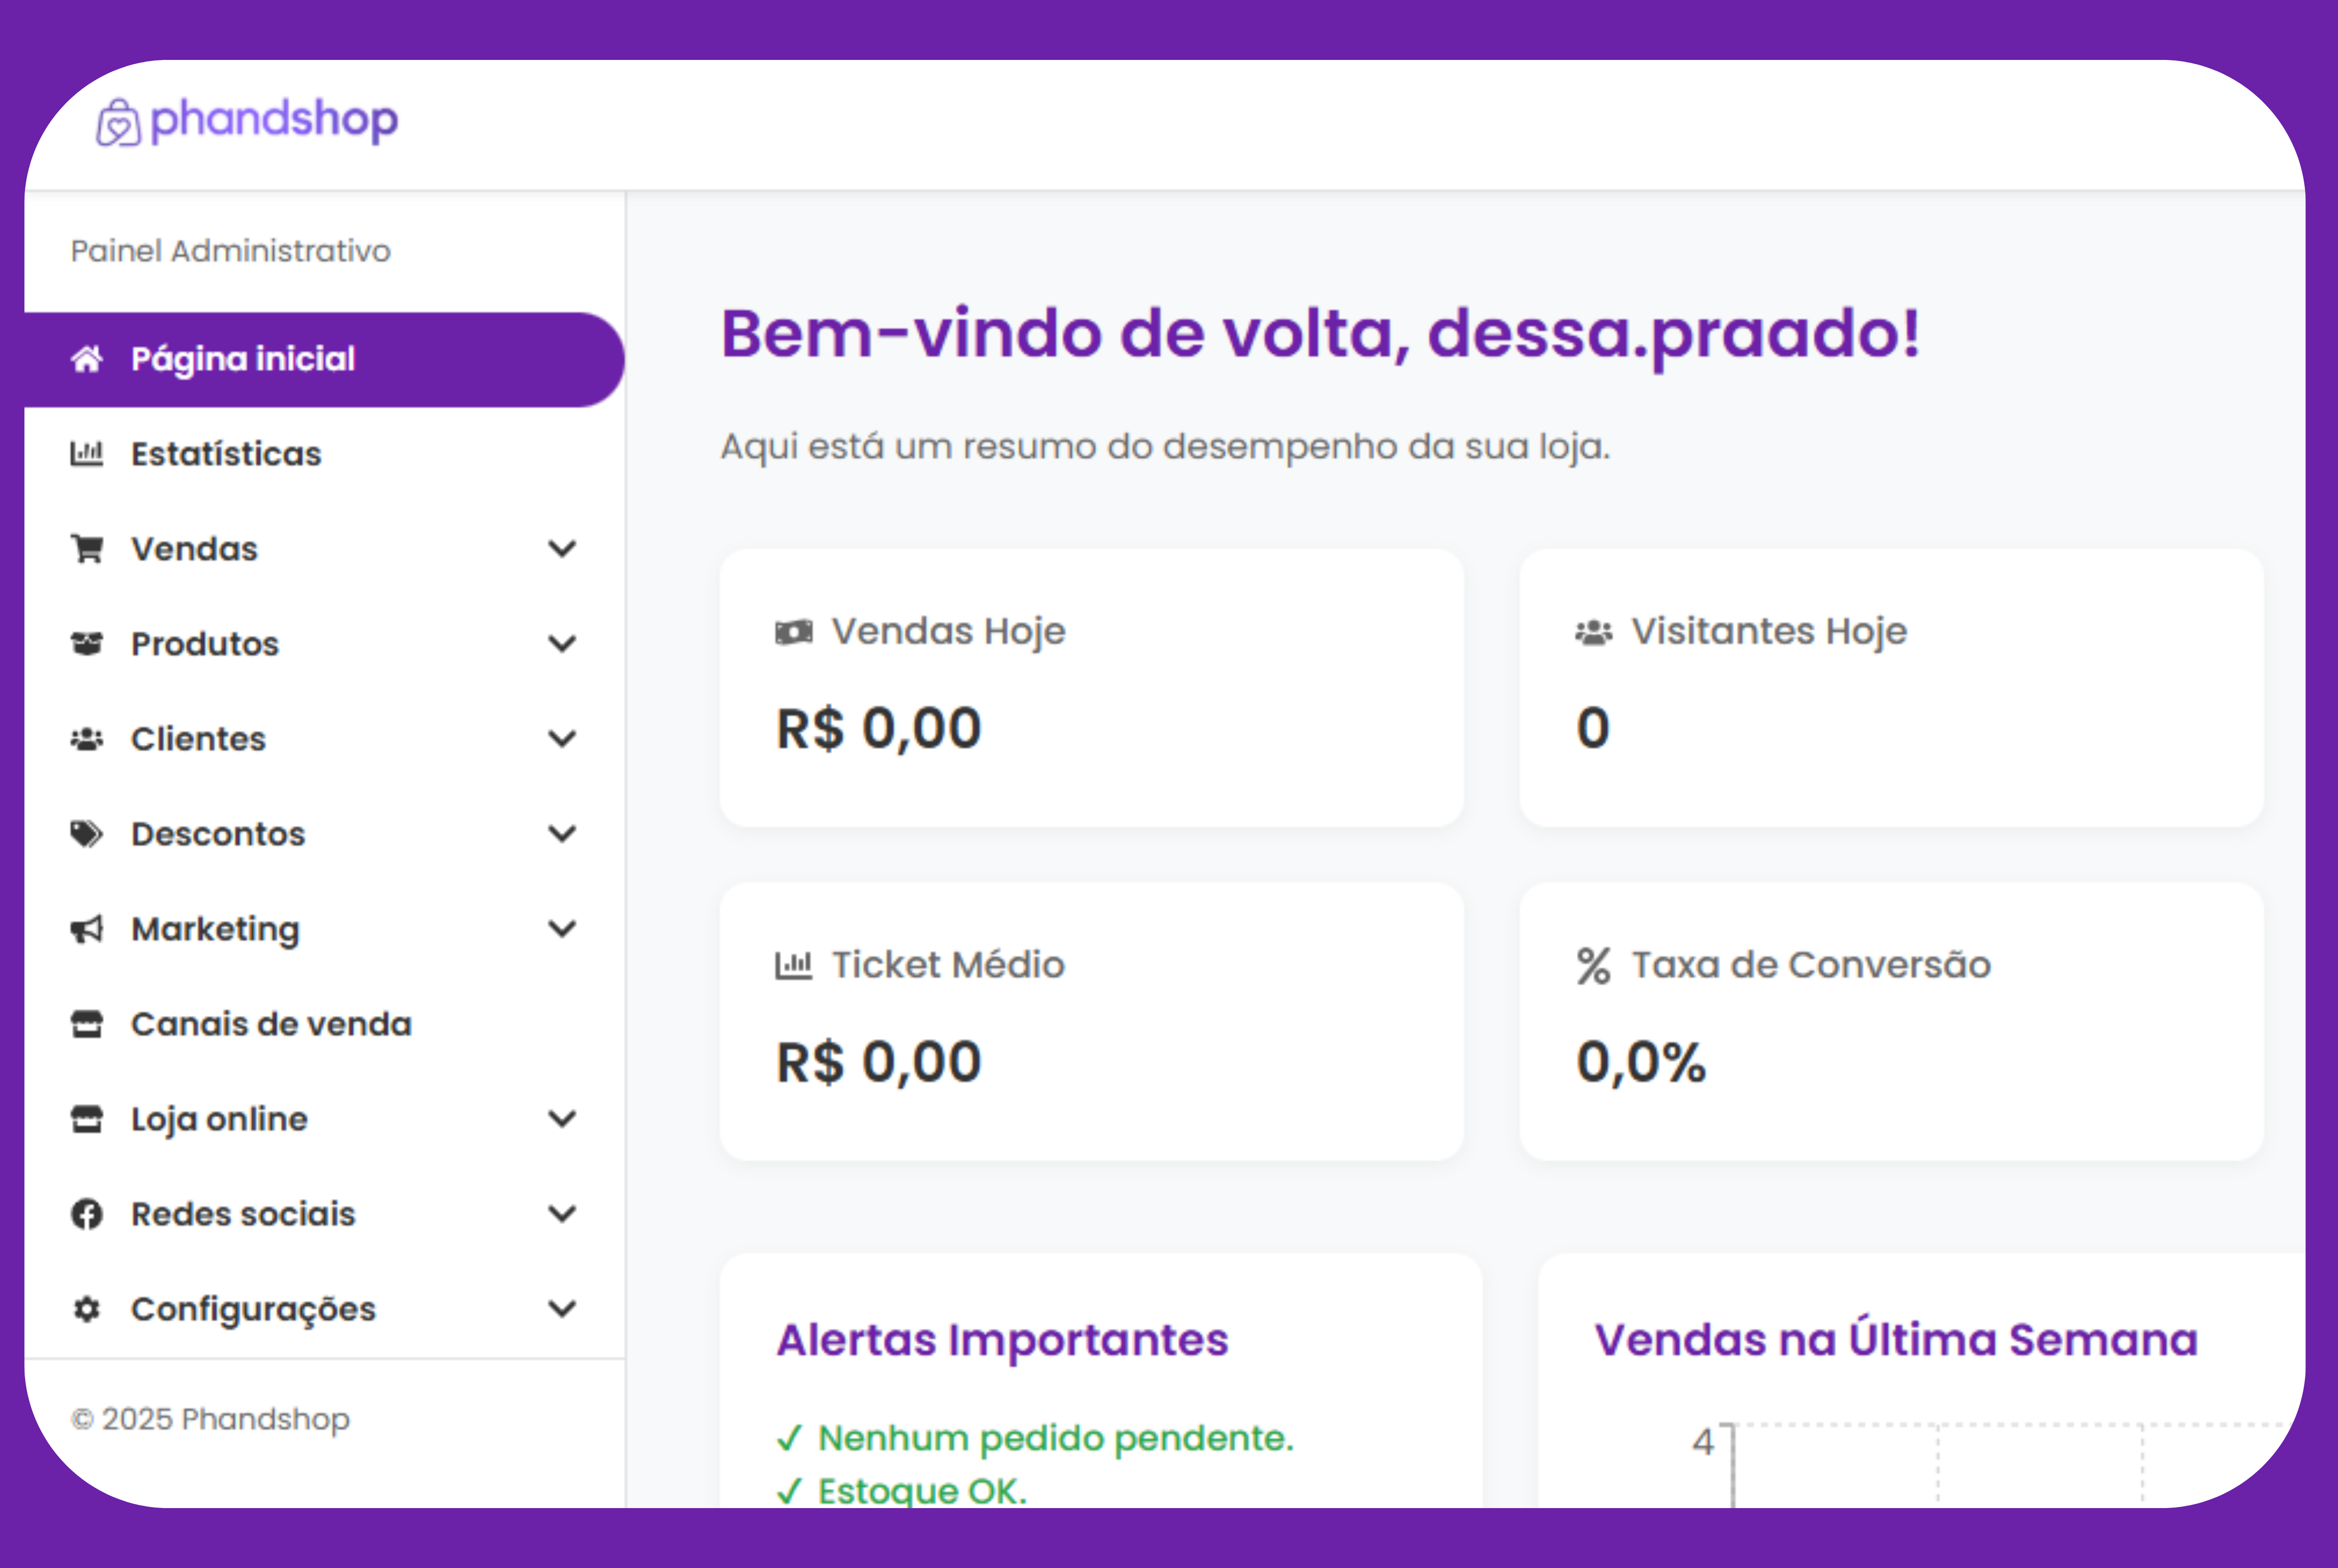 phandshop
Painel Administrativo
Página inicial
Estatísticas
Vendas
Produtos
Clientes
Descontos
Marketing
Canais de venda
Loja online
Redes sociais
Configurações
© 2025 Phandshop
Bem-vindo de volta, dessa.praado!
Aqui está um resumo do desempenho da sua loja.
Vendas Hoje
R$ 0,00
Visitantes Hoje
0
Ticket Médio
R$ 0,00
Taxa de Conversão
0,0%
Alertas Importantes
✓ Nenhum pedido pendente.
✓ Estoque OK.
Vendas na Última Semana
4